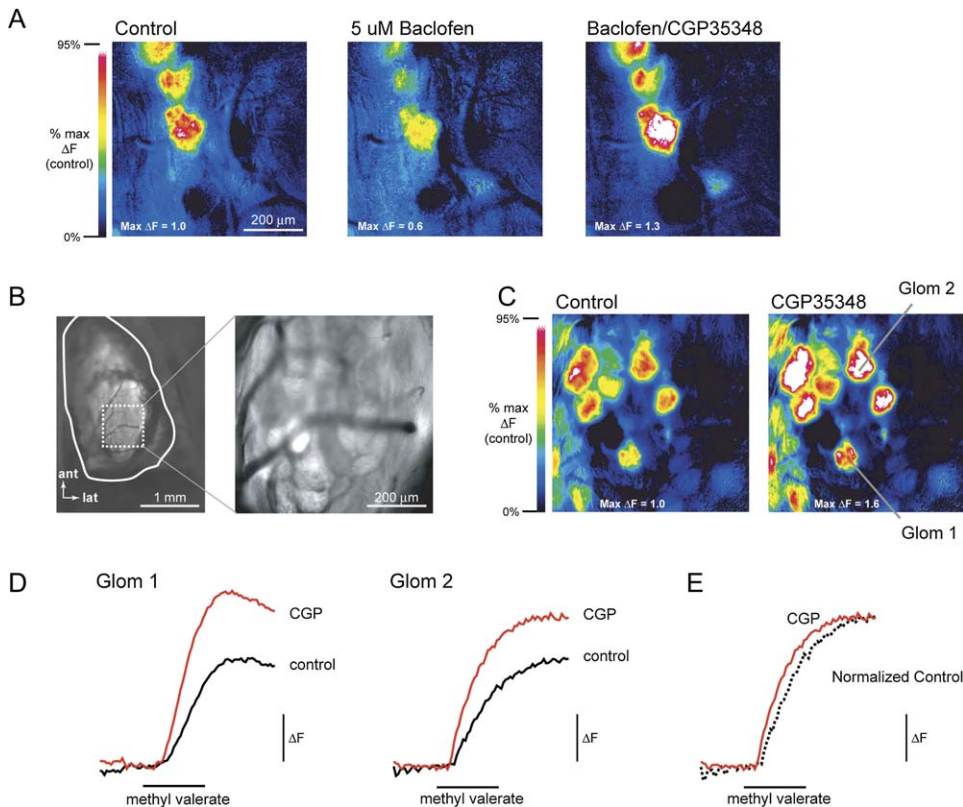 A
Control
5 uM Baclofen
Baclofen/CGP35348
95%
% max
ΔF
(control)
0%
Max ΔF = 1.0
200 µm
Max ΔF = 0.6
Max ΔF = 1.3
B
ant
lat
1 mm
200 µm
C
Control
CGP35348
Glom 2
95%
% max
ΔF
(control)
0%
Max ΔF = 1.0
Max ΔF = 1.6
Glom 1
D
Glom 1
CGP
control
ΔF
methyl valerate
Glom 2
CGP
control
ΔF
methyl valerate
E
CGP
Normalized Control
ΔF
methyl valerate